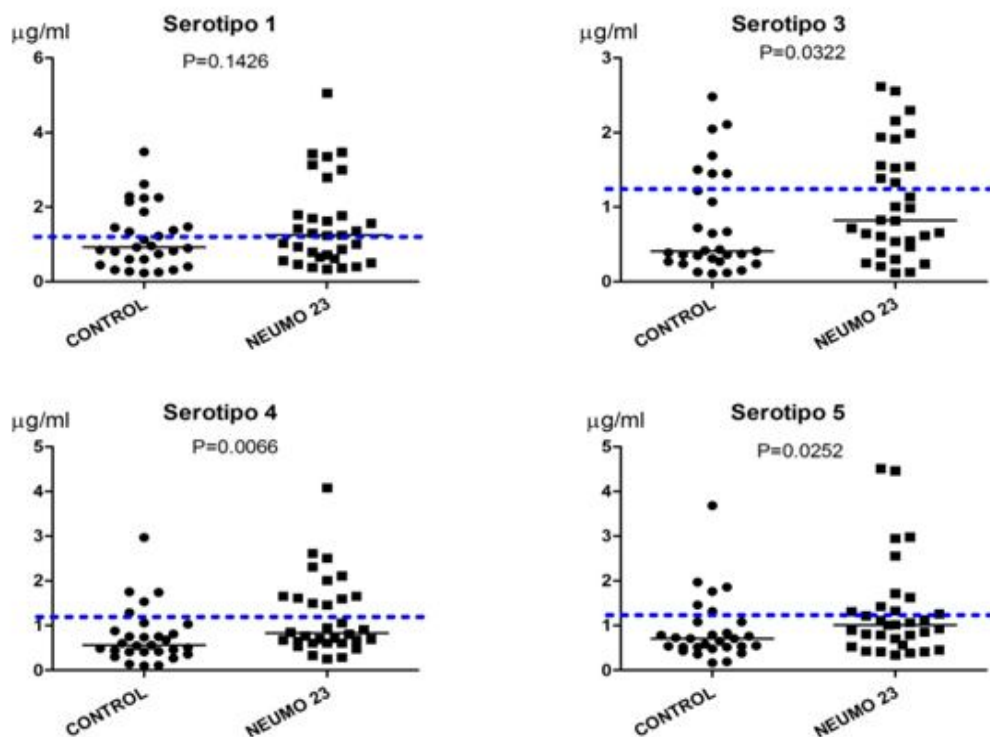 Serotipo 1
μg/ml
P=0.1426
6
4
2
0
CONTROL
NEUMO 23
Serotipo 3
μg/ml
P=0.0322
3
2
1
0
CONTROL
NEUMO 23
Serotipo 4
μg/ml
P=0.0066
5
4
3
2
1
0
CONTROL
NEUMO 23
Serotipo 5
μg/ml
P=0.0252
5
4
3
2
1
0
CONTROL
NEUMO 23